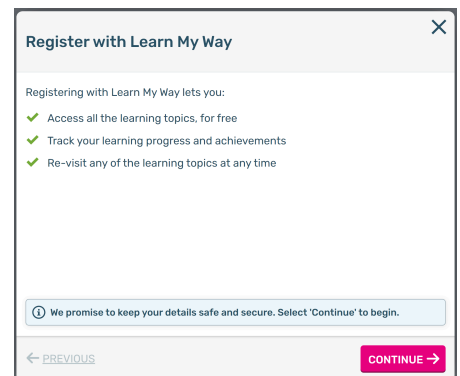 Register with Learn My Way
Registering with Learn My Way lets you:
Access all the learning topics, for free
Track your learning progress and achievements
Re-visit any of the learning topics at any time
We promise to keep your details safe and secure. Select 'Continue' to begin.
PREVIOUS
CONTINUE